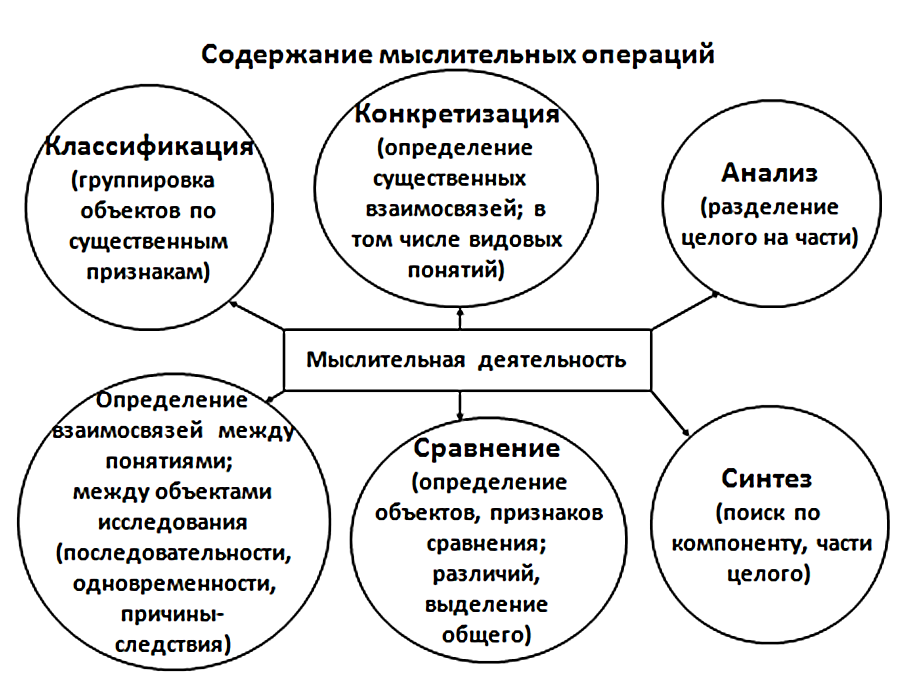 Содержание мыслительных операций
Классификация
(группировка
объектов по
существенным
признакам)
Конкретизация
(определение
существенных
взаимосвязей; в
том числе видовых
понятий)
Анализ
(разделение
целого на части)
Мыслительная деятельность
Определение
взаимосвязей между
понятиями;
между объектами
исследования
(последовательности,
одновременности,
причины-
следствия)
Сравнение
(определение
объектов, признаков
сравнения;
различий,
выделение
общего)
Синтез
(поиск по
компоненту, части
целого)